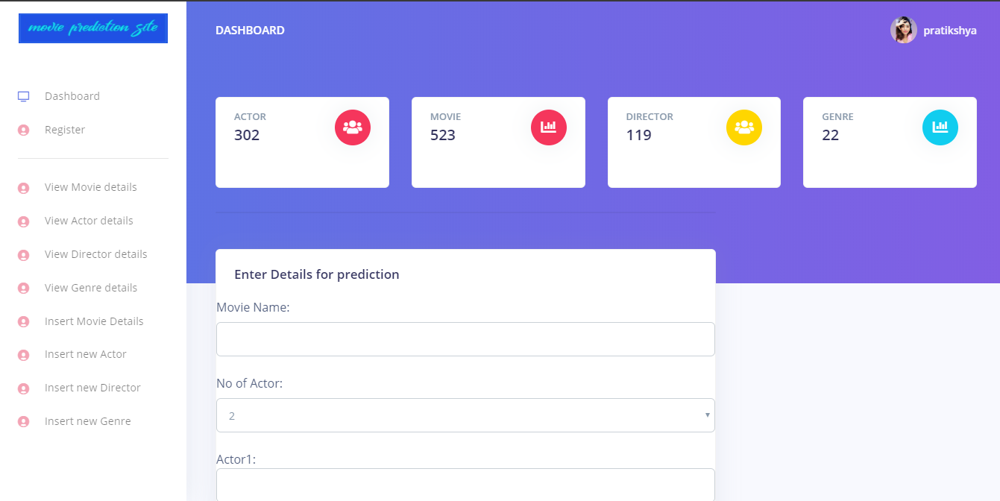 movie prediction site
DASHBOARD
pratikshya
Dashboard
Register
View Movie details
View Actor details
View Director details
View Genre details
Insert Movie Details
Insert new Actor
Insert new Director
Insert new Genre
ACTOR
302
MOVIE
523
DIRECTOR
119
GENRE
22
Enter Details for prediction
Movie Name:
No of Actor:
2
Actor1: